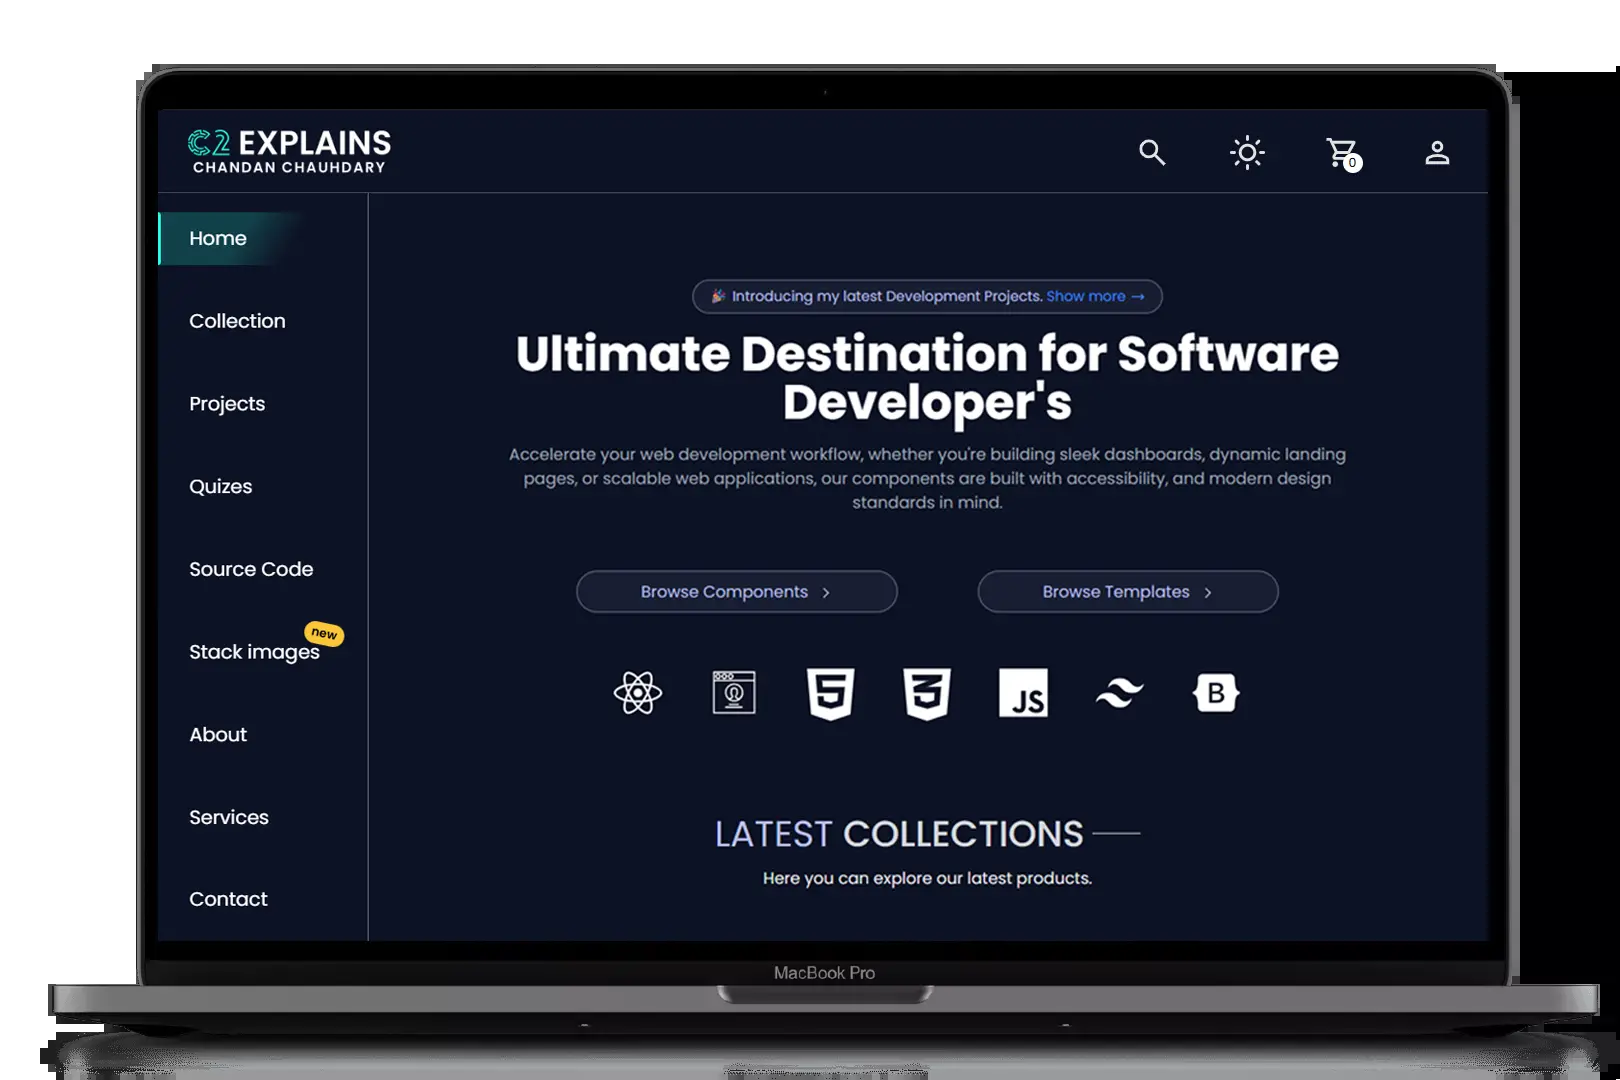 C2 EXPLAINS
CHANDAN CHAUHDARY
0
Home
Collection
Projects
Quizes
Source Code
new
Stack images
About
Services
Contact
🎉 Introducing my latest Development Projects. Show more →
Ultimate Destination for Software
Developer's
Accelerate your web development workflow, whether you're building sleek dashboards, dynamic landing
pages, or scalable web applications, our components are built with accessibility, and modern design
standards in mind.
Browse Components >
Browse Templates >
5
3
JS
B
LATEST COLLECTIONS
Here you can explore our latest products.
MacBook Pro